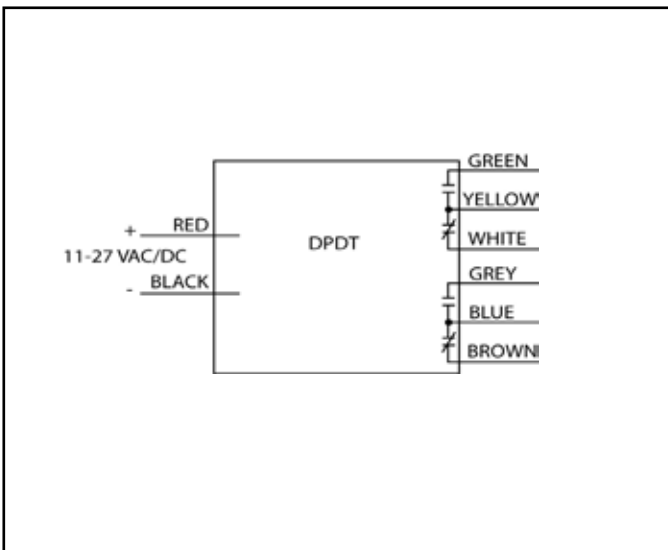 GREEN
YELLOW
+ RED
DPDT
WHITE
11-27 VAC/DC
GREY
- BLACK
BLUE
BROWN